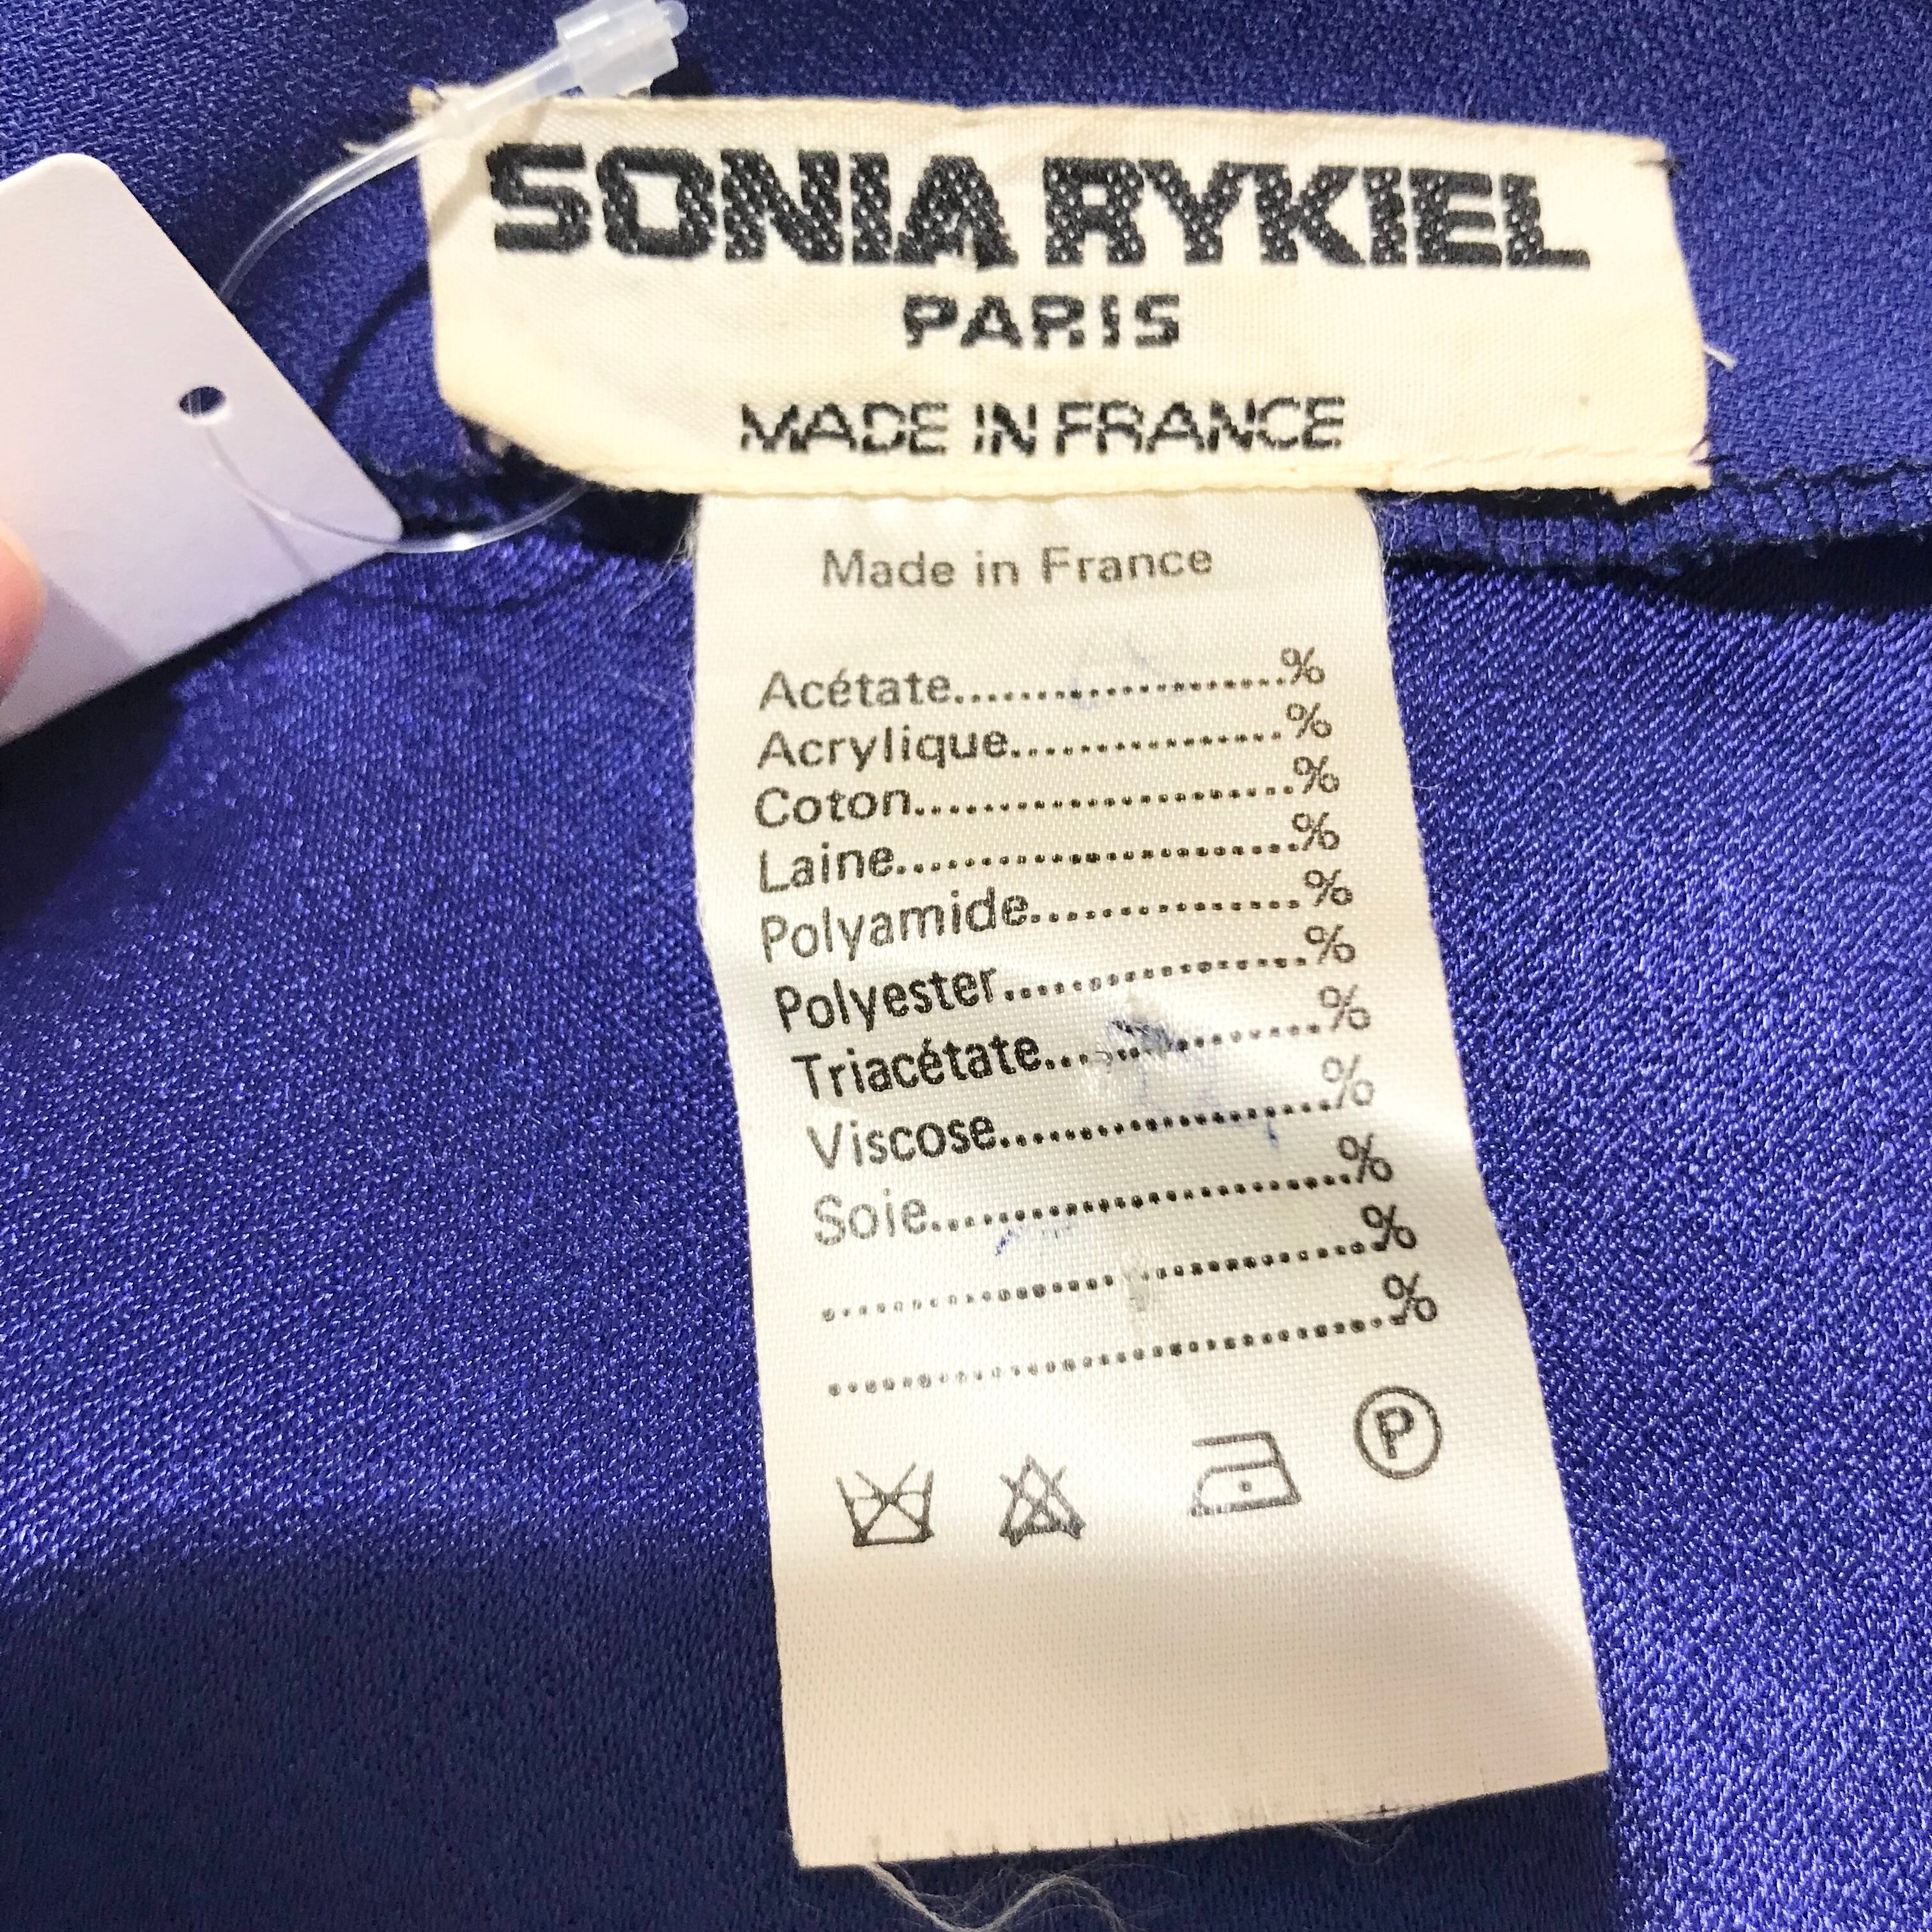 SONIA RYKIEL
PARIS
MADE IN FRANCE
Made in France
Acétate......................%
Acrylique..................%
Coton.........................%
Laine..........................%
Polyamide................%
Polyester..................%
Triacétate..................%
Viscose......................%
Soie............................%
....................................%
....................................%
P